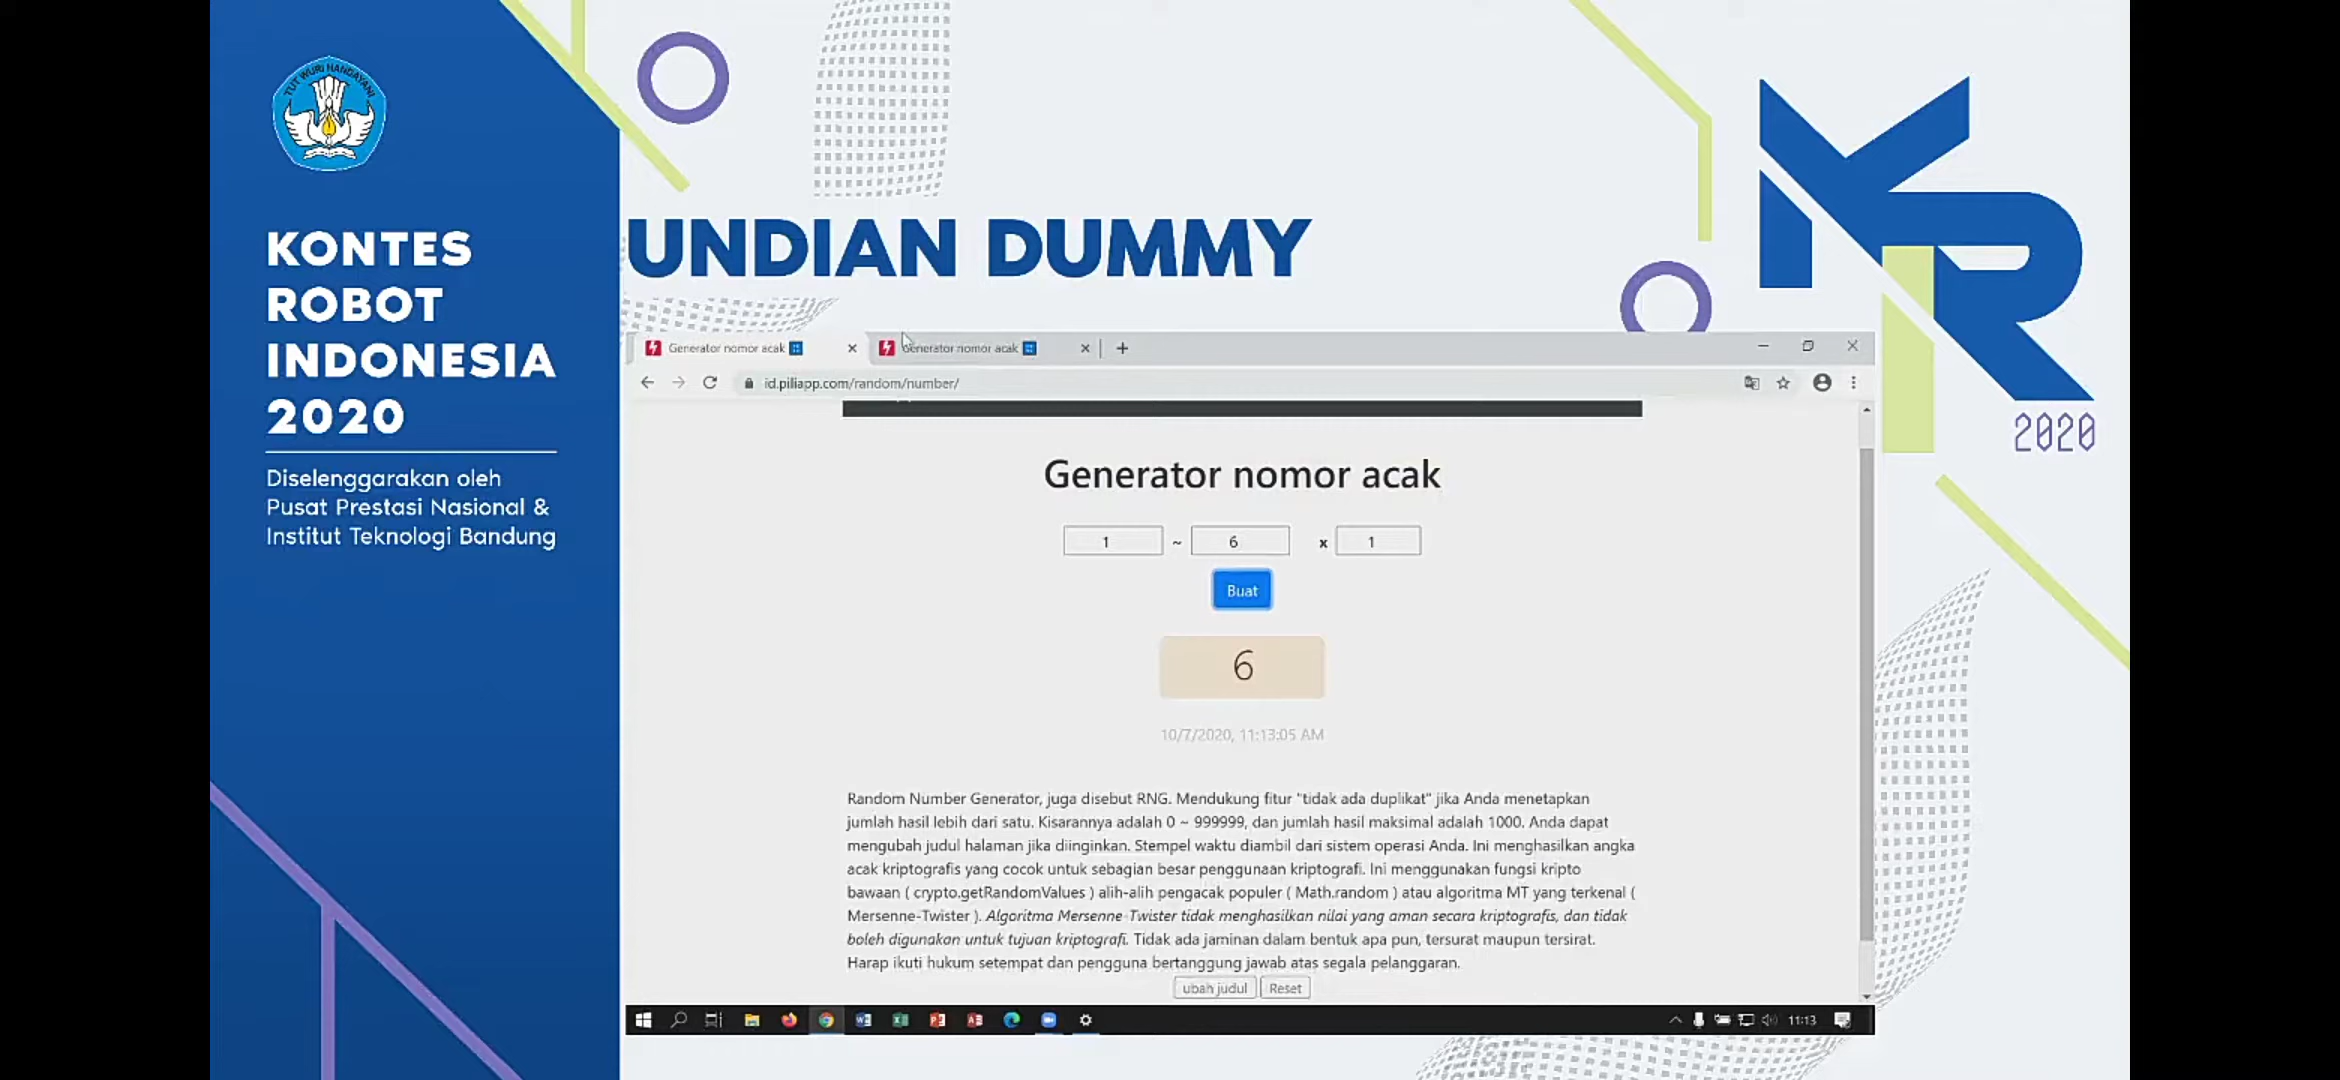 TUT WURI HANDAYANI
KONTES
ROBOT
INDONESIA
2020
Diselenggarakan oleh
Pusat Prestasi Nasional &
Institut Teknologi Bandung
UNDIAN DUMMY
KR
2020
Generator nomor acak
Generator nomor acak
id.piliapp.com/random/number/
Generator nomor acak
1 ~ 6 x 1
Buat
6
10/7/2020, 11:13:05 AM
Random Number Generator, juga disebut RNG. Mendukung fitur "tidak ada duplikat" jika Anda menetapkan
jumlah hasil lebih dari satu. Kisarannya adalah 0 ~ 999999, dan jumlah hasil maksimal adalah 1000. Anda dapat
mengubah judul halaman jika diinginkan. Stempel waktu diambil dari sistem operasi Anda. Ini menghasilkan angka
acak kriptografis yang cocok untuk sebagian besar penggunaan kriptografi. Ini menggunakan fungsi kripto
bawaan ( crypto.getRandomValues ) alih-alih pengacak populer ( Math.random ) atau algoritma MT yang terkenal (
Mersenne-Twister ). Algoritma Mersenne-Twister tidak menghasilkan nilai yang aman secara kriptografis, dan tidak
boleh digunakan untuk tujuan kriptografi. Tidak ada jaminan dalam bentuk apa pun, tersurat maupun tersirat.
Harap ikuti hukum setempat dan pengguna bertanggung jawab atas segala pelanggaran.
ubah judul Reset
11:13